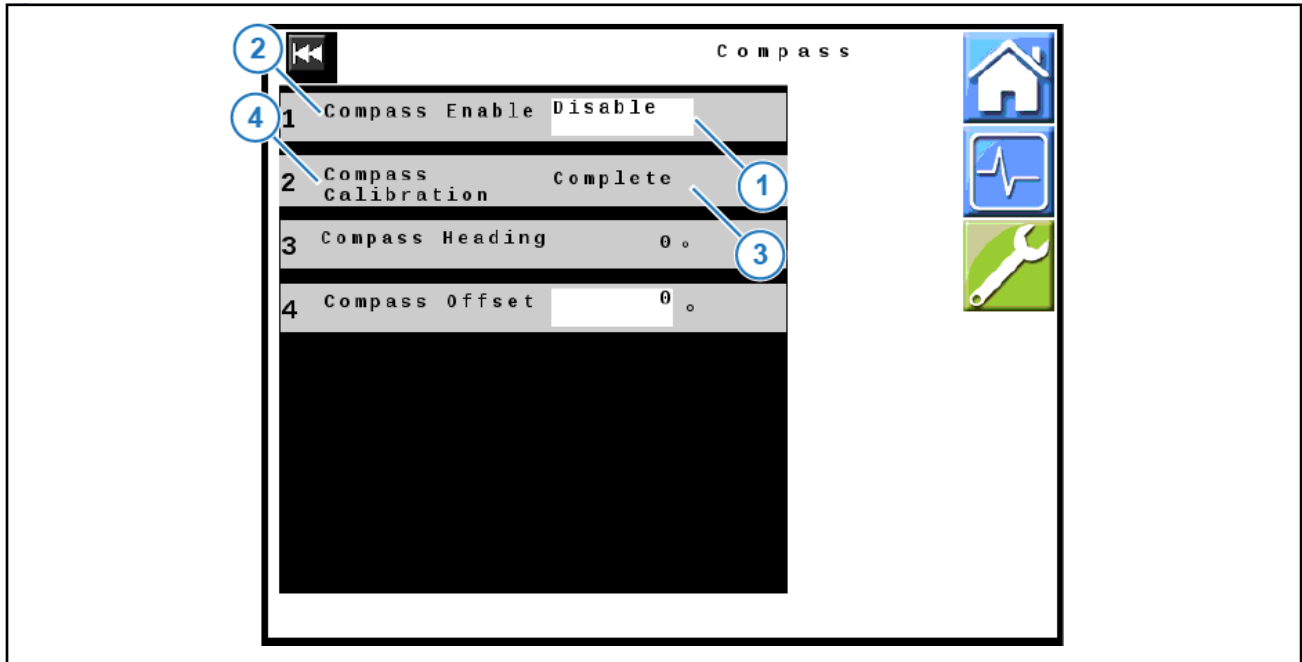 Compass
2
1 Compass Enable Disable
4
2 Compass Calibration Complete
1
3 Compass Heading 0 °
3
4 Compass Offset 0 °